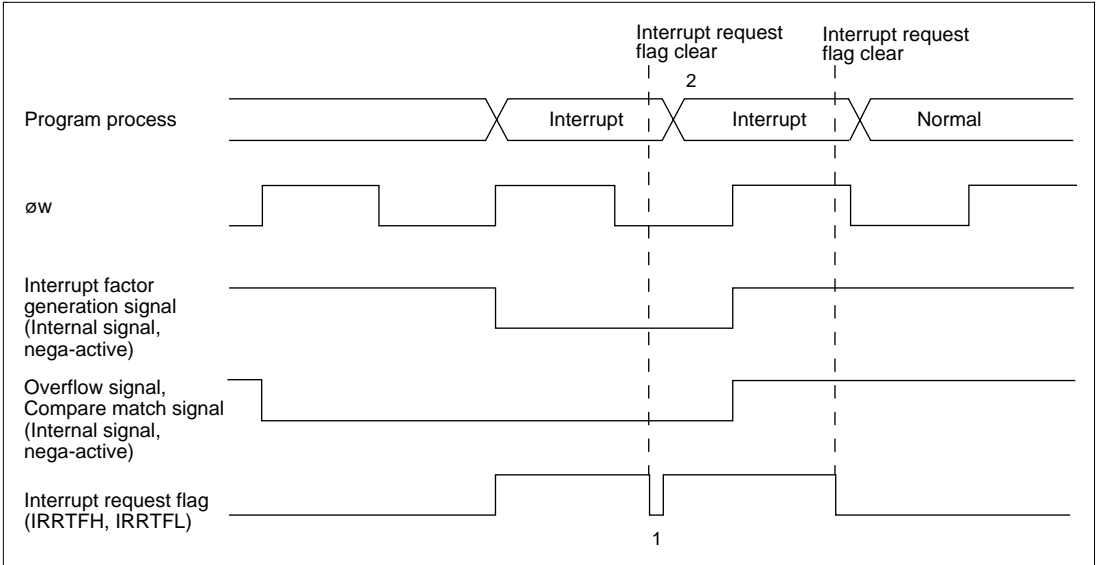 Interrupt request
flag clear
Interrupt request
flag clear
2
Program process
Interrupt
Interrupt
Normal
øw
Interrupt factor
generation signal
(Internal signal,
nega-active)
Overflow signal,
Compare match signal
(Internal signal,
nega-active)
Interrupt request flag
(IRRTFH, IRRTFL)
1